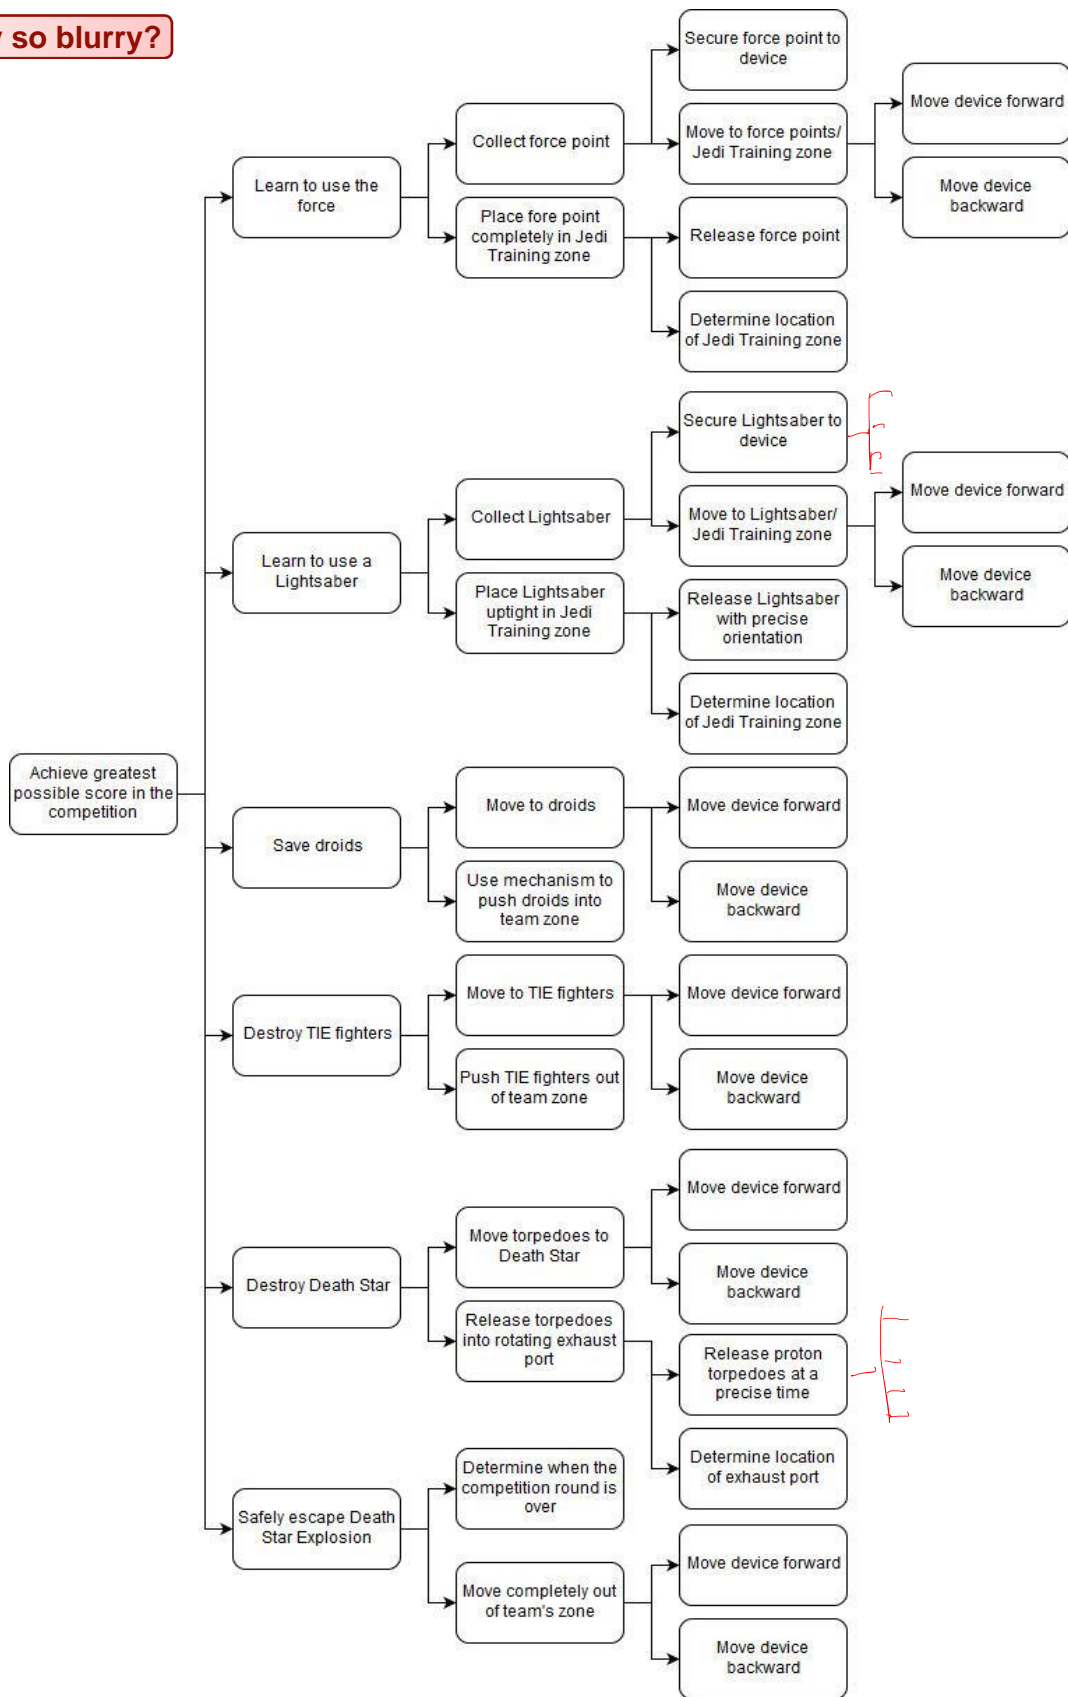 y so blurry?
Secure force point to
device
Move device forward
Collect force point
Move to force points/
Jedi Training zone
Learn to use the
force
Move device
backward
Place fore point
completely in Jedi
Training zone
Release force point
Determine location
of Jedi Training zone
Secure Lightsaber to
device
Move device forward
Collect Lightsaber
Move to Lightsaber/
Jedi Training zone
Learn to use a
Lightsaber
Move device
backward
Place Lightsaber
uptight in Jedi
Training zone
Release Lightsaber
with precise
orientation
Determine location
of Jedi Training zone
Achieve greatest
possible score in the
competition
Move to droids
Move device forward
Save droids
Use mechanism to
push droids into
team zone
Move device
backward
Move to TIE fighters
Move device forward
Destroy TIE fighters
Push TIE fighters out
of team zone
Move device
backward
Move device forward
Move torpedoes to
Death Star
Move device
backward
Destroy Death Star
Release torpedoes
into rotating exhaust
port
Release proton
torpedoes at a
precise time
Determine location
of exhaust port
Determine when the
competition round is
over
Safely escape Death
Star Explosion
Move device forward
Move completely out
of team's zone
Move device
backward